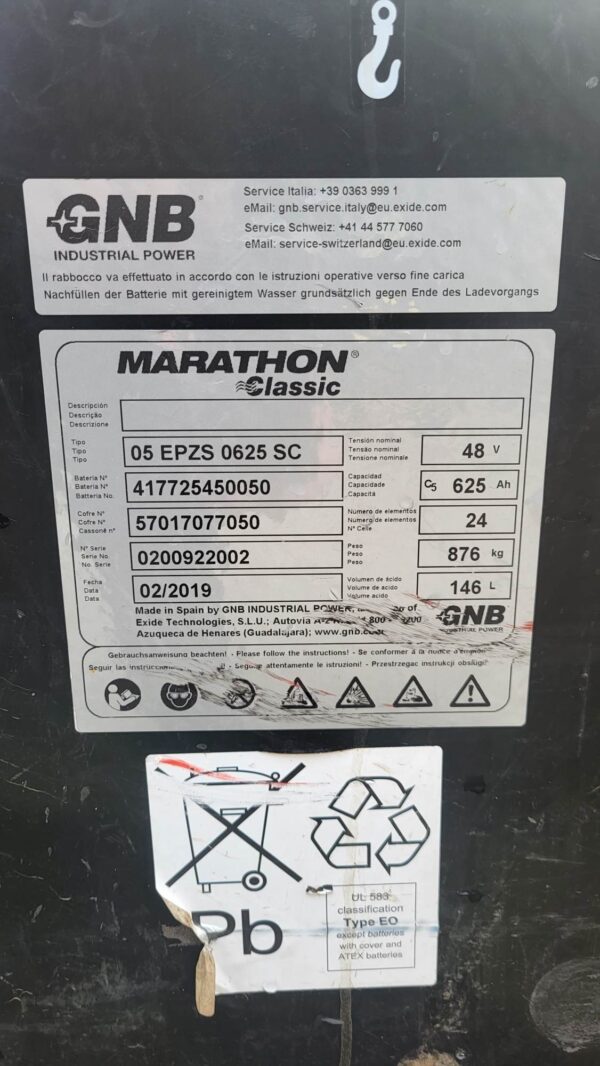 GNB
INDUSTRIAL POWER
Service Italia: +39 0363 999 1
eMail: gnb.service.italy@eu.exide.com
Service Schweiz: +41 44 577 7060
eMail: service-switzerland@eu.exide.com
Il rabbocco va effettuato in accordo con le istruzioni operative verso fine carica
Nachfüllen der Batterie mit gereinigtem Wasser grundsätzlich gegen Ende des Ladevorgangs
MARATHON®
Classic
Descripción
Descrição
Descrizione
Tipo
Tipo
Tipo
05 EPZS 0625 SC
Tensión nominal
Tensão nominal
Tensione nominale
48 V
Bateria N°
Bateria N°
Batteria No.
417725450050
Capacidad
Capacidade
Capacità
C5 625 Ah
Cofre N°
Cofre N°
Cassone n°
57017077050
Numero de elementos
Numero de elementos
N° Celle
24
N° Serie
Serie No.
No. Serie
0200922002
Peso
Peso
Peso
876 kg
Fecha
Data
Data
02/2019
Volumen de ácido
Volume de acido
Volume acido
146 L
Made in Spain by GNB INDUSTRIAL POWER, of
Exide Technologies, S.L.U.; Autovia
Azuqueca de Henares (Guadalajara); www.gnb.
GNB
INDUSTRIAL POWER
Gebrauchsanweisung beachten! - Please follow the instructions! - Se conformer à la notice d'emploi
Seguir las - Seguire attentamente le istruzioni! - Przestrzegac instrukcji obslugi!
Pb
UL 583
classification
Type EO
except batteries
with cover and
ATEX batteries